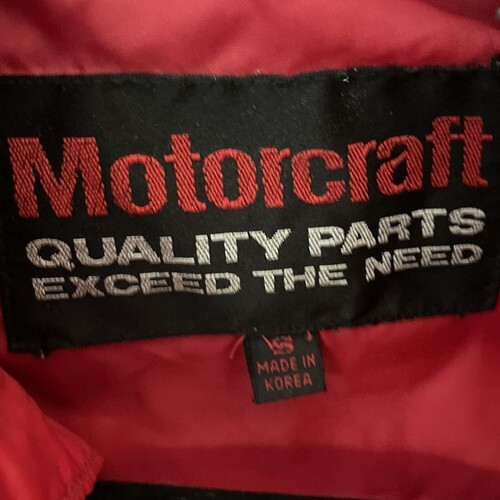 Motorcraft
QUALITY PARTS
EXCEED THE NEED
S
MADE IN
KOREA